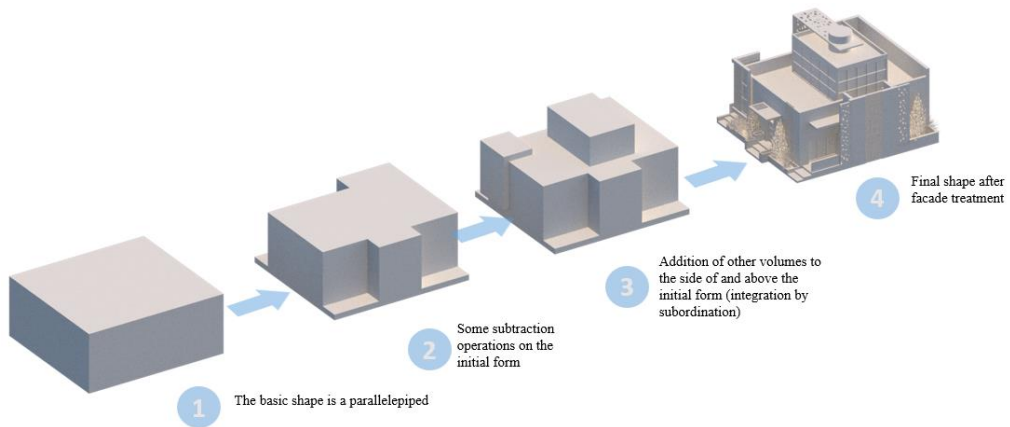 1
The basic shape is a parallelepiped
2
Some subtraction
operations on the
initial form
3
Addition of other volumes to
the side of and above the
initial form (integration by
subordination)
4
Final shape after
facade treatment